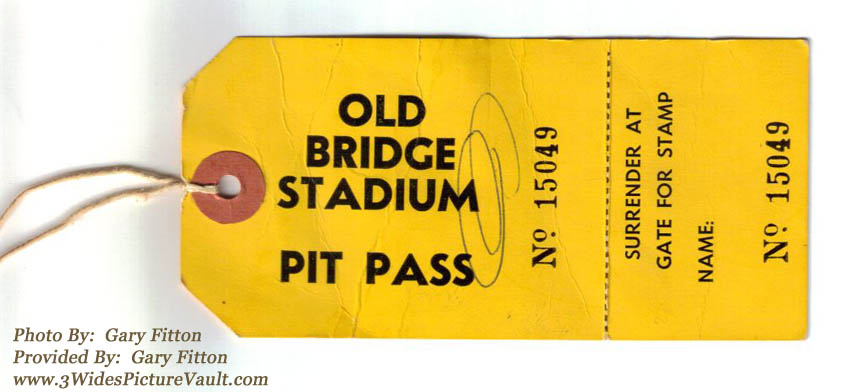 OLD
BRIDGE
STADIUM
PIT PASS
Nº 15049
SURRENDER AT
GATE FOR STAMP
NAME:
Nº 15049
Photo By: Gary Fitton
Provided By: Gary Fitton
www.3WidesPictureVault.com